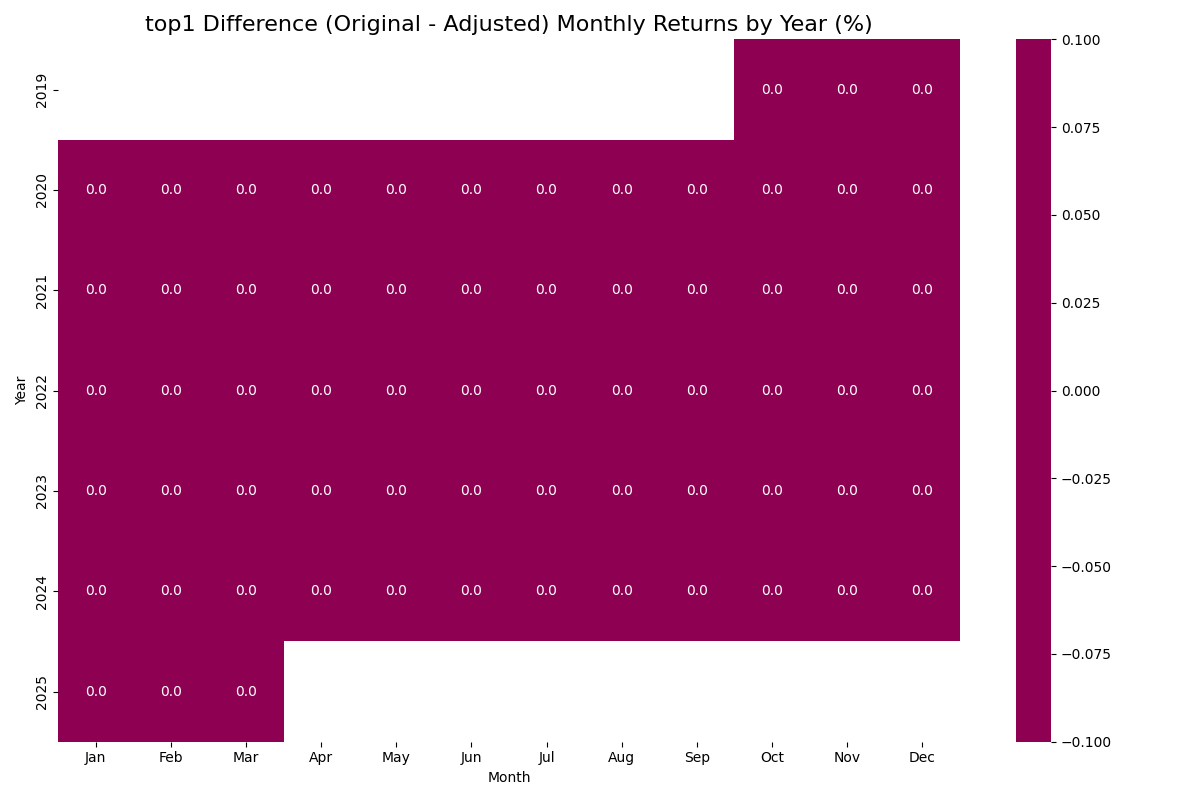 top1 Difference (Original - Adjusted) Monthly Returns by Year (%)
2019 0.0 0.0 0.0
2020 0.0 0.0 0.0 0.0 0.0 0.0 0.0 0.0 0.0 0.0 0.0 0.0
2021 0.0 0.0 0.0 0.0 0.0 0.0 0.0 0.0 0.0 0.0 0.0 0.0
2022 0.0 0.0 0.0 0.0 0.0 0.0 0.0 0.0 0.0 0.0 0.0 0.0
2023 0.0 0.0 0.0 0.0 0.0 0.0 0.0 0.0 0.0 0.0 0.0 0.0
2024 0.0 0.0 0.0 0.0 0.0 0.0 0.0 0.0 0.0 0.0 0.0 0.0
2025 0.0 0.0 0.0
Jan Feb Mar Apr May Jun Jul Aug Sep Oct Nov Dec
Month
Year
0.100
0.075
0.050
0.025
0.000
−0.025
−0.050
−0.075
−0.100